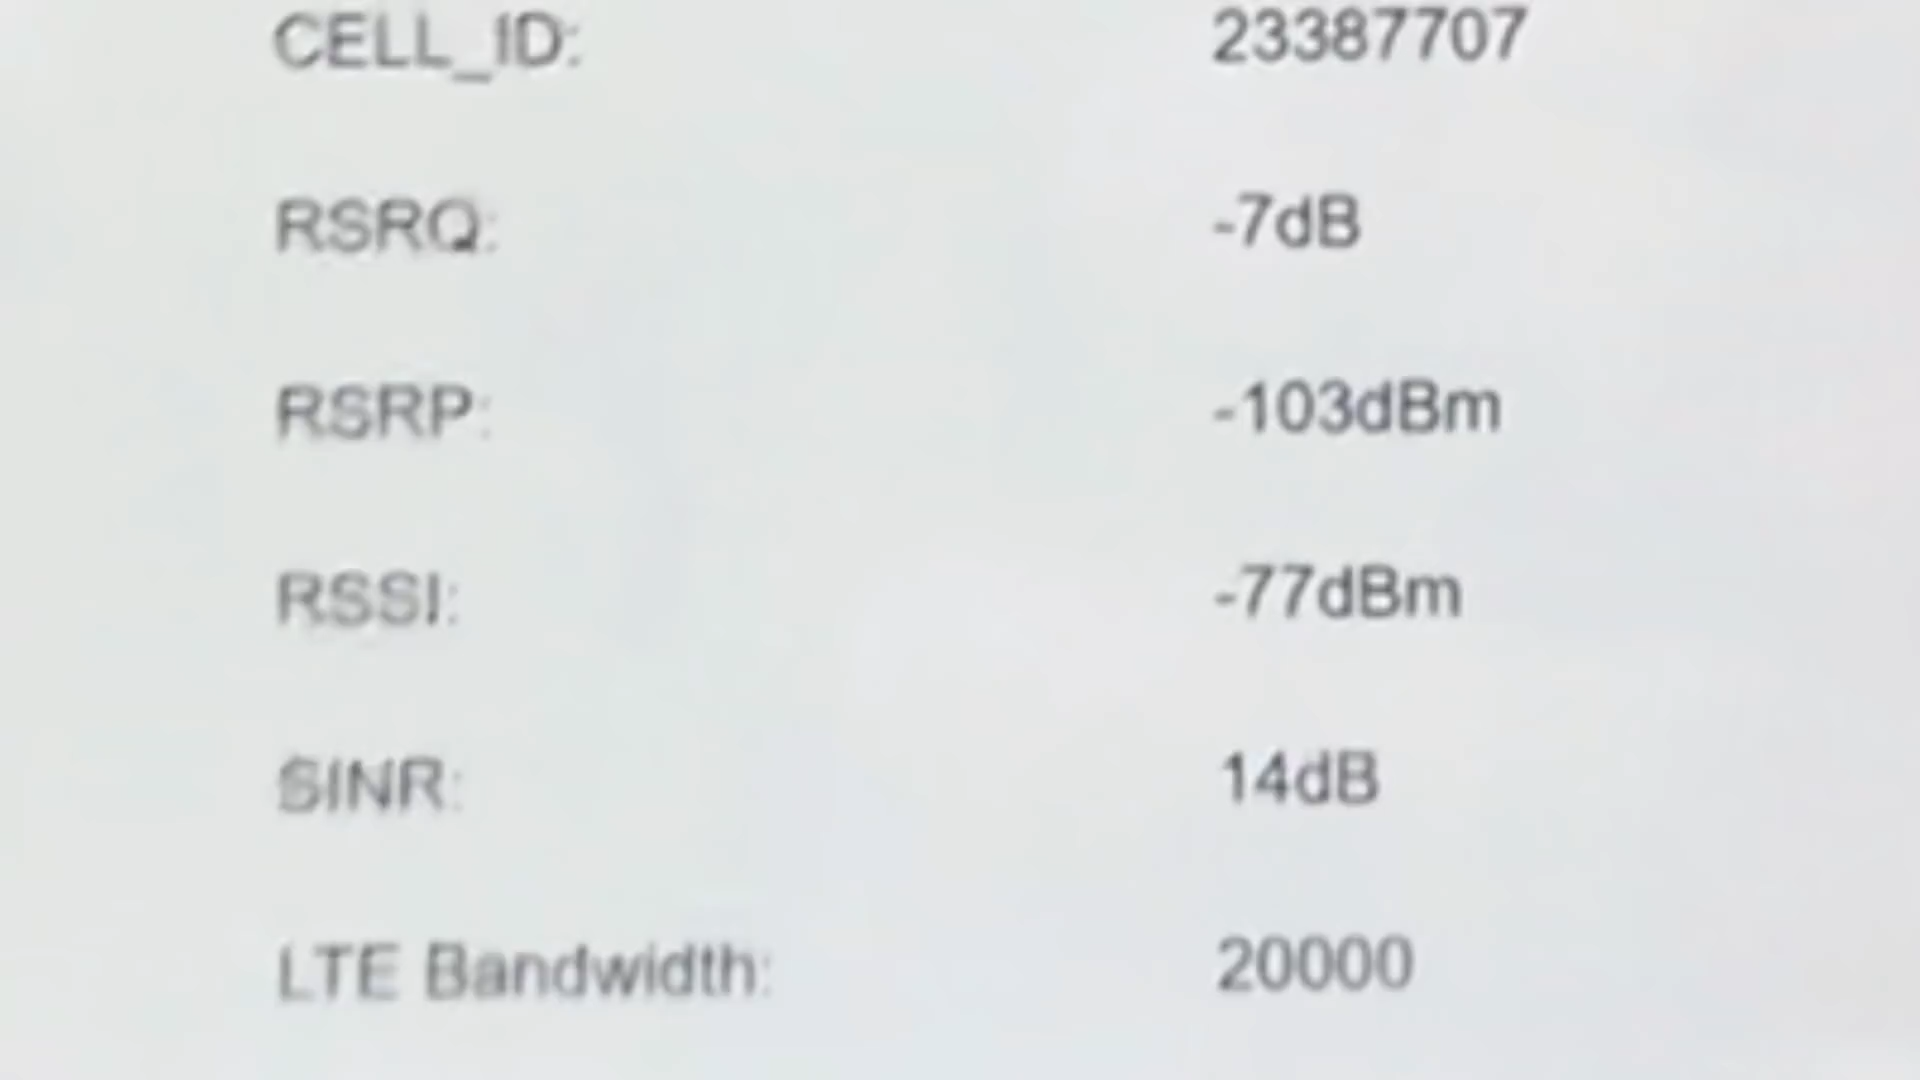 CELL_ID: 23387707
RSRQ: -7dB
RSRP: -103dBm
RSSI: -77dBm
SINR: 14dB
LTE Bandwidth: 20000